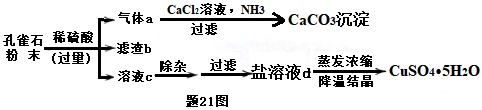 孔雀石
粉 末
稀硫酸
(过量)
气体a
CaCl2溶液，NH3
过滤
CaCO3沉淀
滤渣b
溶液c
除杂
过滤
盐溶液d
蒸发浓缩
降温结晶
CuSO4•5H2O
题21图